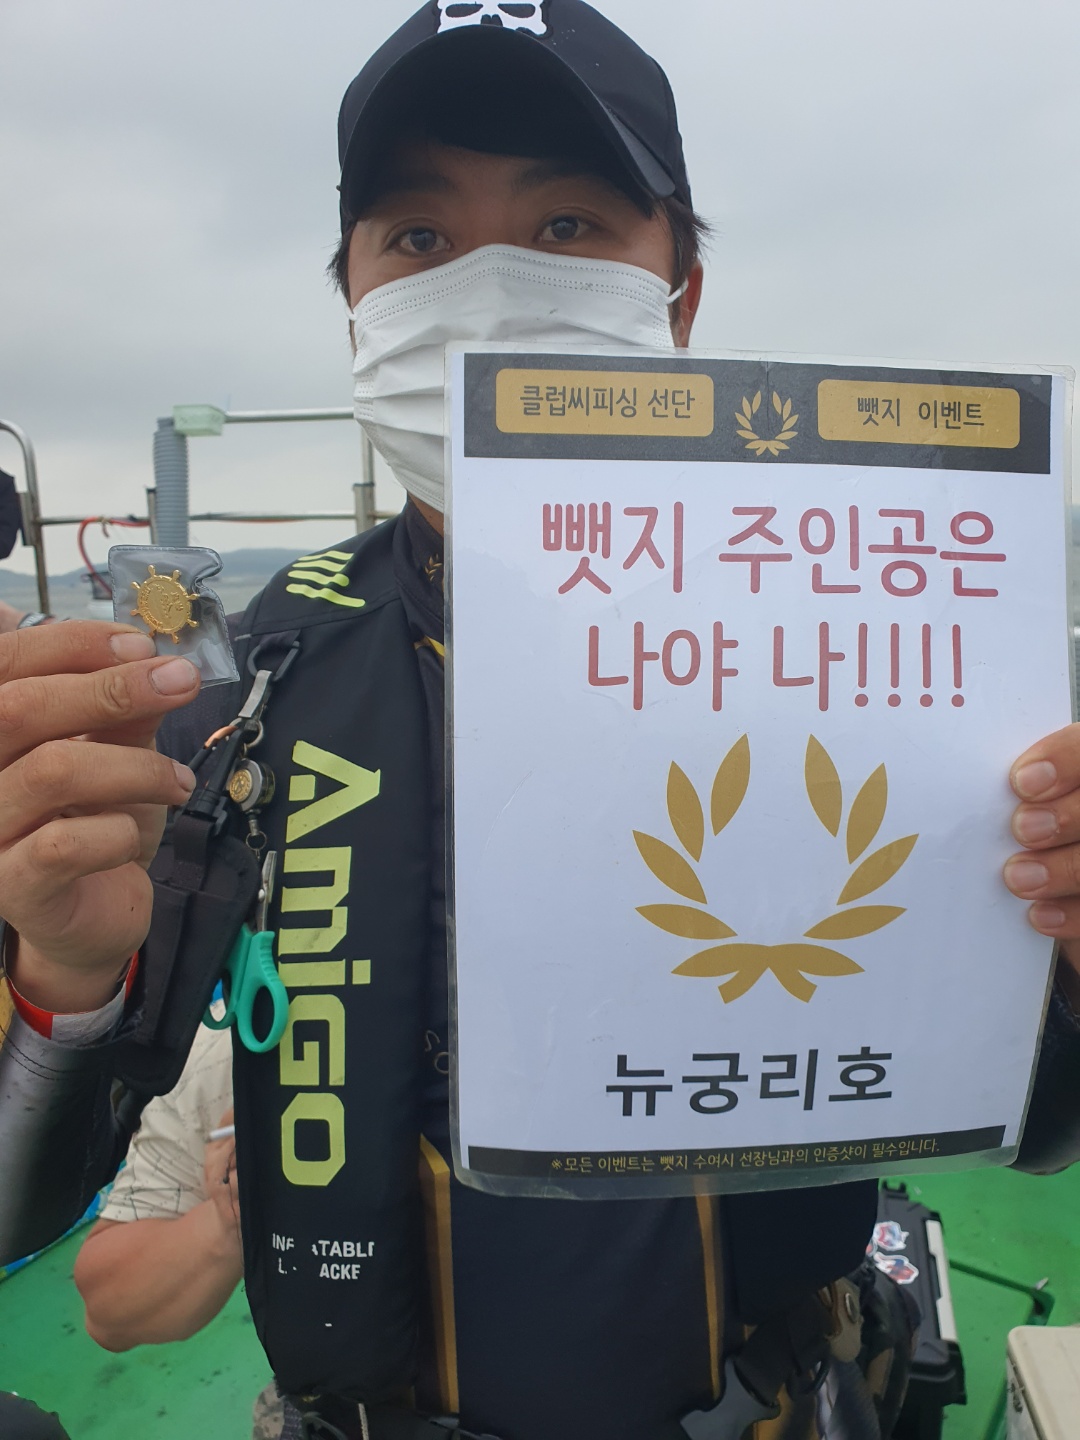 클럽씨피싱 선단
뺏지 이벤트
뺏지 주인공은
나야 나!!!!
뉴궁리호
※모든 이벤트는 뺏지 수여시 선장님과의 인증샷이 필수입니다.
AmiGO